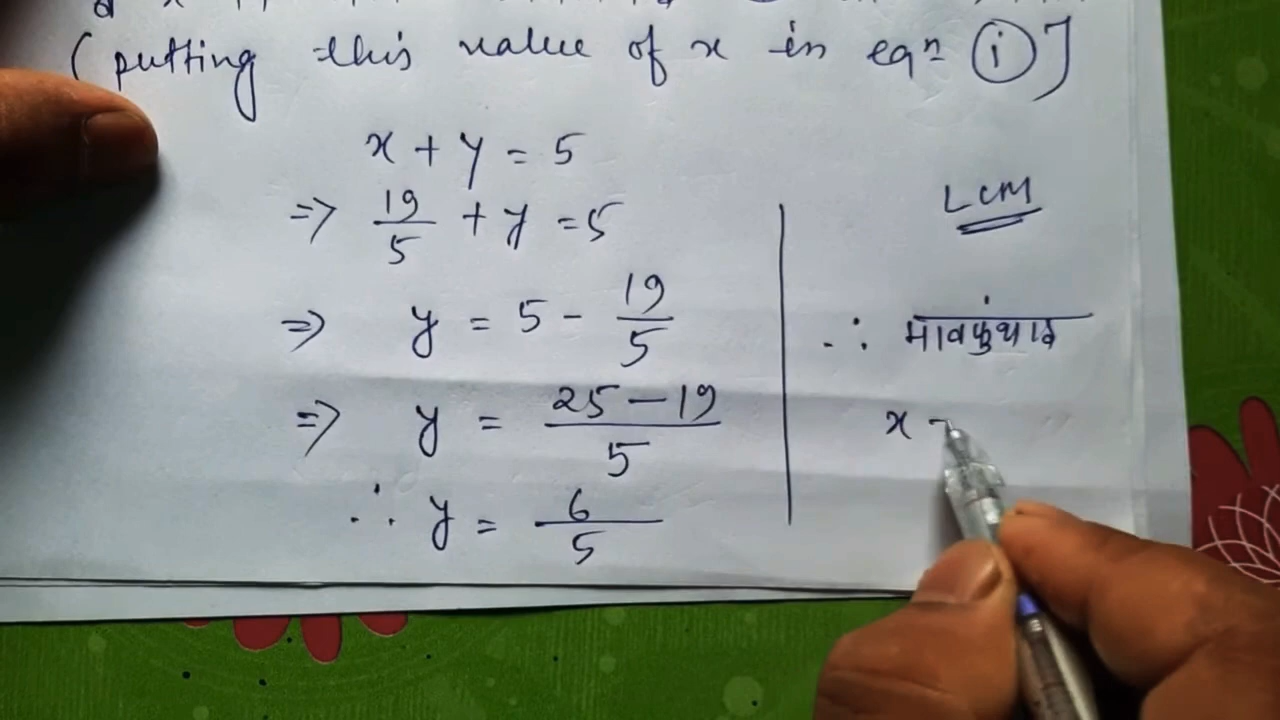 (putting this value of x in eqn (i)]
x + y = 5
=> 19/5 + y = 5
=> y = 5 - 19/5
=> y = 25 - 19/5
∴ y = 6/5
LCM
∴
x -